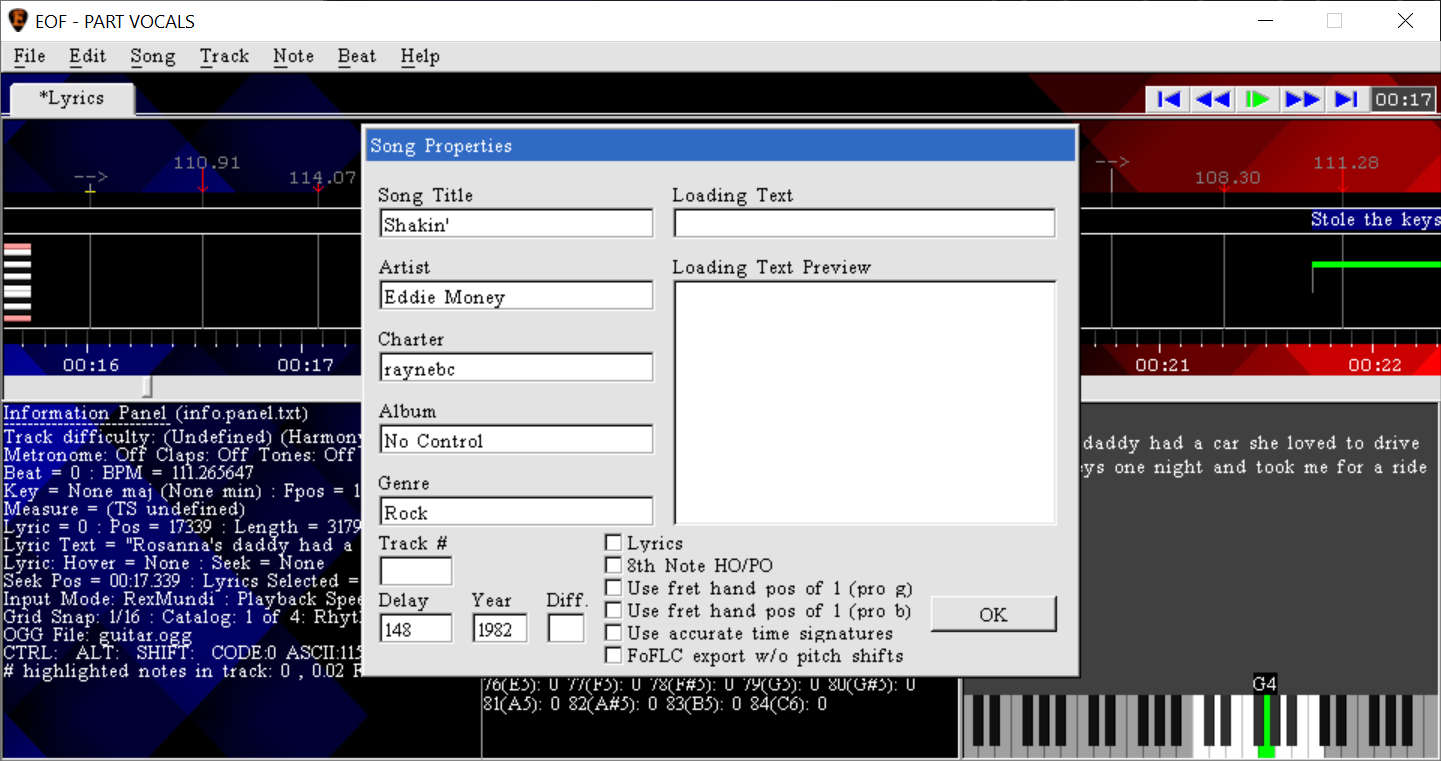 EOF - PART VOCALS
File Edit Song Track Note Beat Help
*Lyrics
00:17
--> 110.91 114.07
--> 108.30 111.28
Stole the keys
00:16 00:17
00:21 00:22
Song Properties
Song Title
Shakin'
Artist
Eddie Money
Charter
raynebc
Album
No Control
Genre
Rock
Track #
Delay Year Diff.
148 1982
Loading Text
Loading Text Preview
Lyrics
8th Note HO/PO
Use fret hand pos of 1 (pro g)
Use fret hand pos of 1 (pro b)
Use accurate time signatures
FoFLC export w/o pitch shifts
OK
Information Panel (info.panel.txt)
Track difficulty: (Undefined) (Harmony
Metronome: Off Claps: Off Tones: Off
Beat = 0 : BPM = 111.265647
Key = None maj (None min) : Fpos = 1
Measure = (TS undefined)
Lyric = 0 : Pos = 17339 : Length = 3179
Lyric Text = "Rosanna's daddy had a
Lyric: Hover = None : Seek = None
Seek Pos = 00:17.339 : Lyrics Selected =
Input Mode: RexMundi : Playback Spee
Grid Snap: 1/16 : Catalog: 1 of 4: Rhyth
OGG File: guitar.ogg
CTRL: ALT: SHIFT: CODE:0 ASCII:115
# highlighted notes in track: 0 , 0.02
76(E5): 0 77(F5): 0 78(F#5): 0 79(G5): 0 80(G#5): 0
81(A5): 0 82(A#5): 0 83(B5): 0 84(C6): 0
daddy had a car she loved to drive
ys one night and took me for a ride
G4